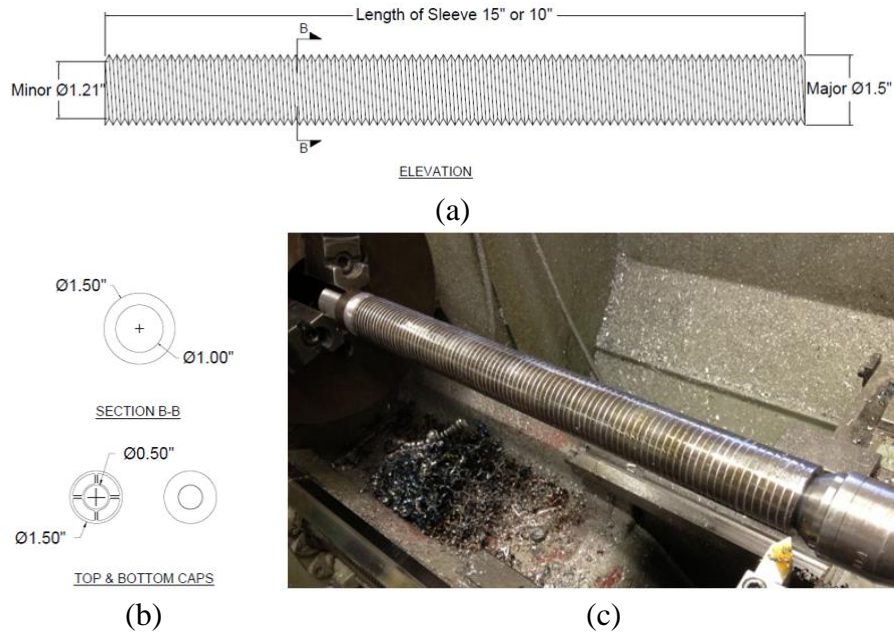 Length of Sleeve 15" or 10"
B
Minor Ø1.21"
Major Ø1.5"
B
ELEVATION
(a)
Ø1.50"
Ø1.00"
SECTION B-B
Ø0.50"
Ø1.50"
TOP & BOTTOM CAPS
(b)
(c)